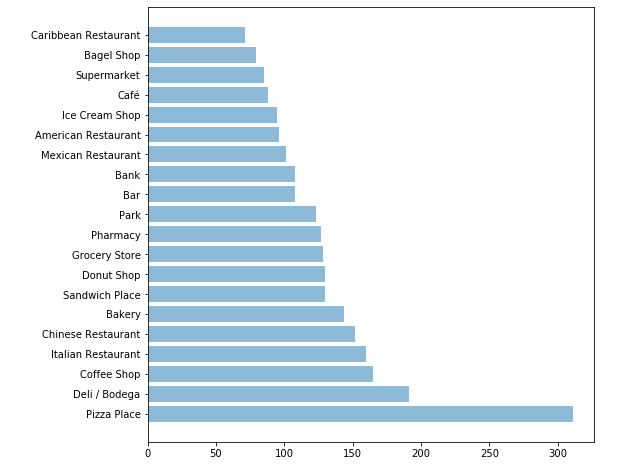 Caribbean Restaurant
Bagel Shop
Supermarket
Café
Ice Cream Shop
American Restaurant
Mexican Restaurant
Bank
Bar
Park
Pharmacy
Grocery Store
Donut Shop
Sandwich Place
Bakery
Chinese Restaurant
Italian Restaurant
Coffee Shop
Deli / Bodega
Pizza Place
0 50 100 150 200 250 300